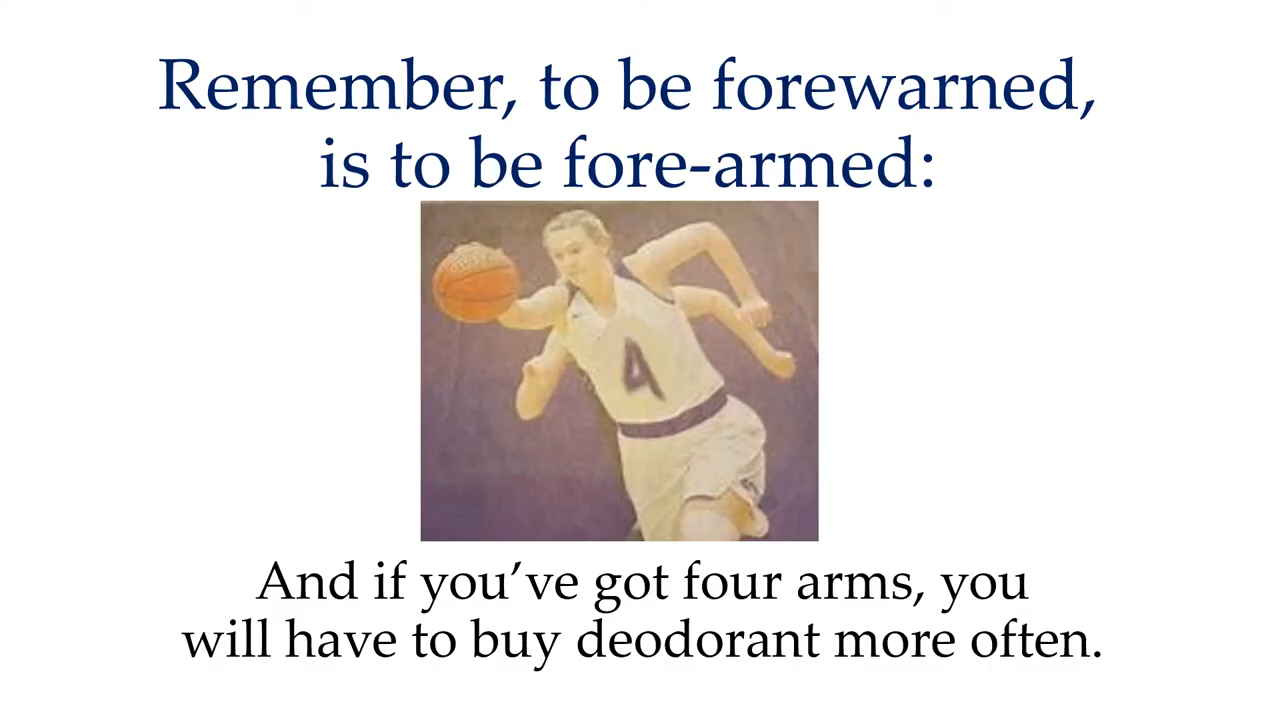 Remember, to be forewarned,
is to be fore-armed:
4
And if you’ve got four arms, you
will have to buy deodorant more often.